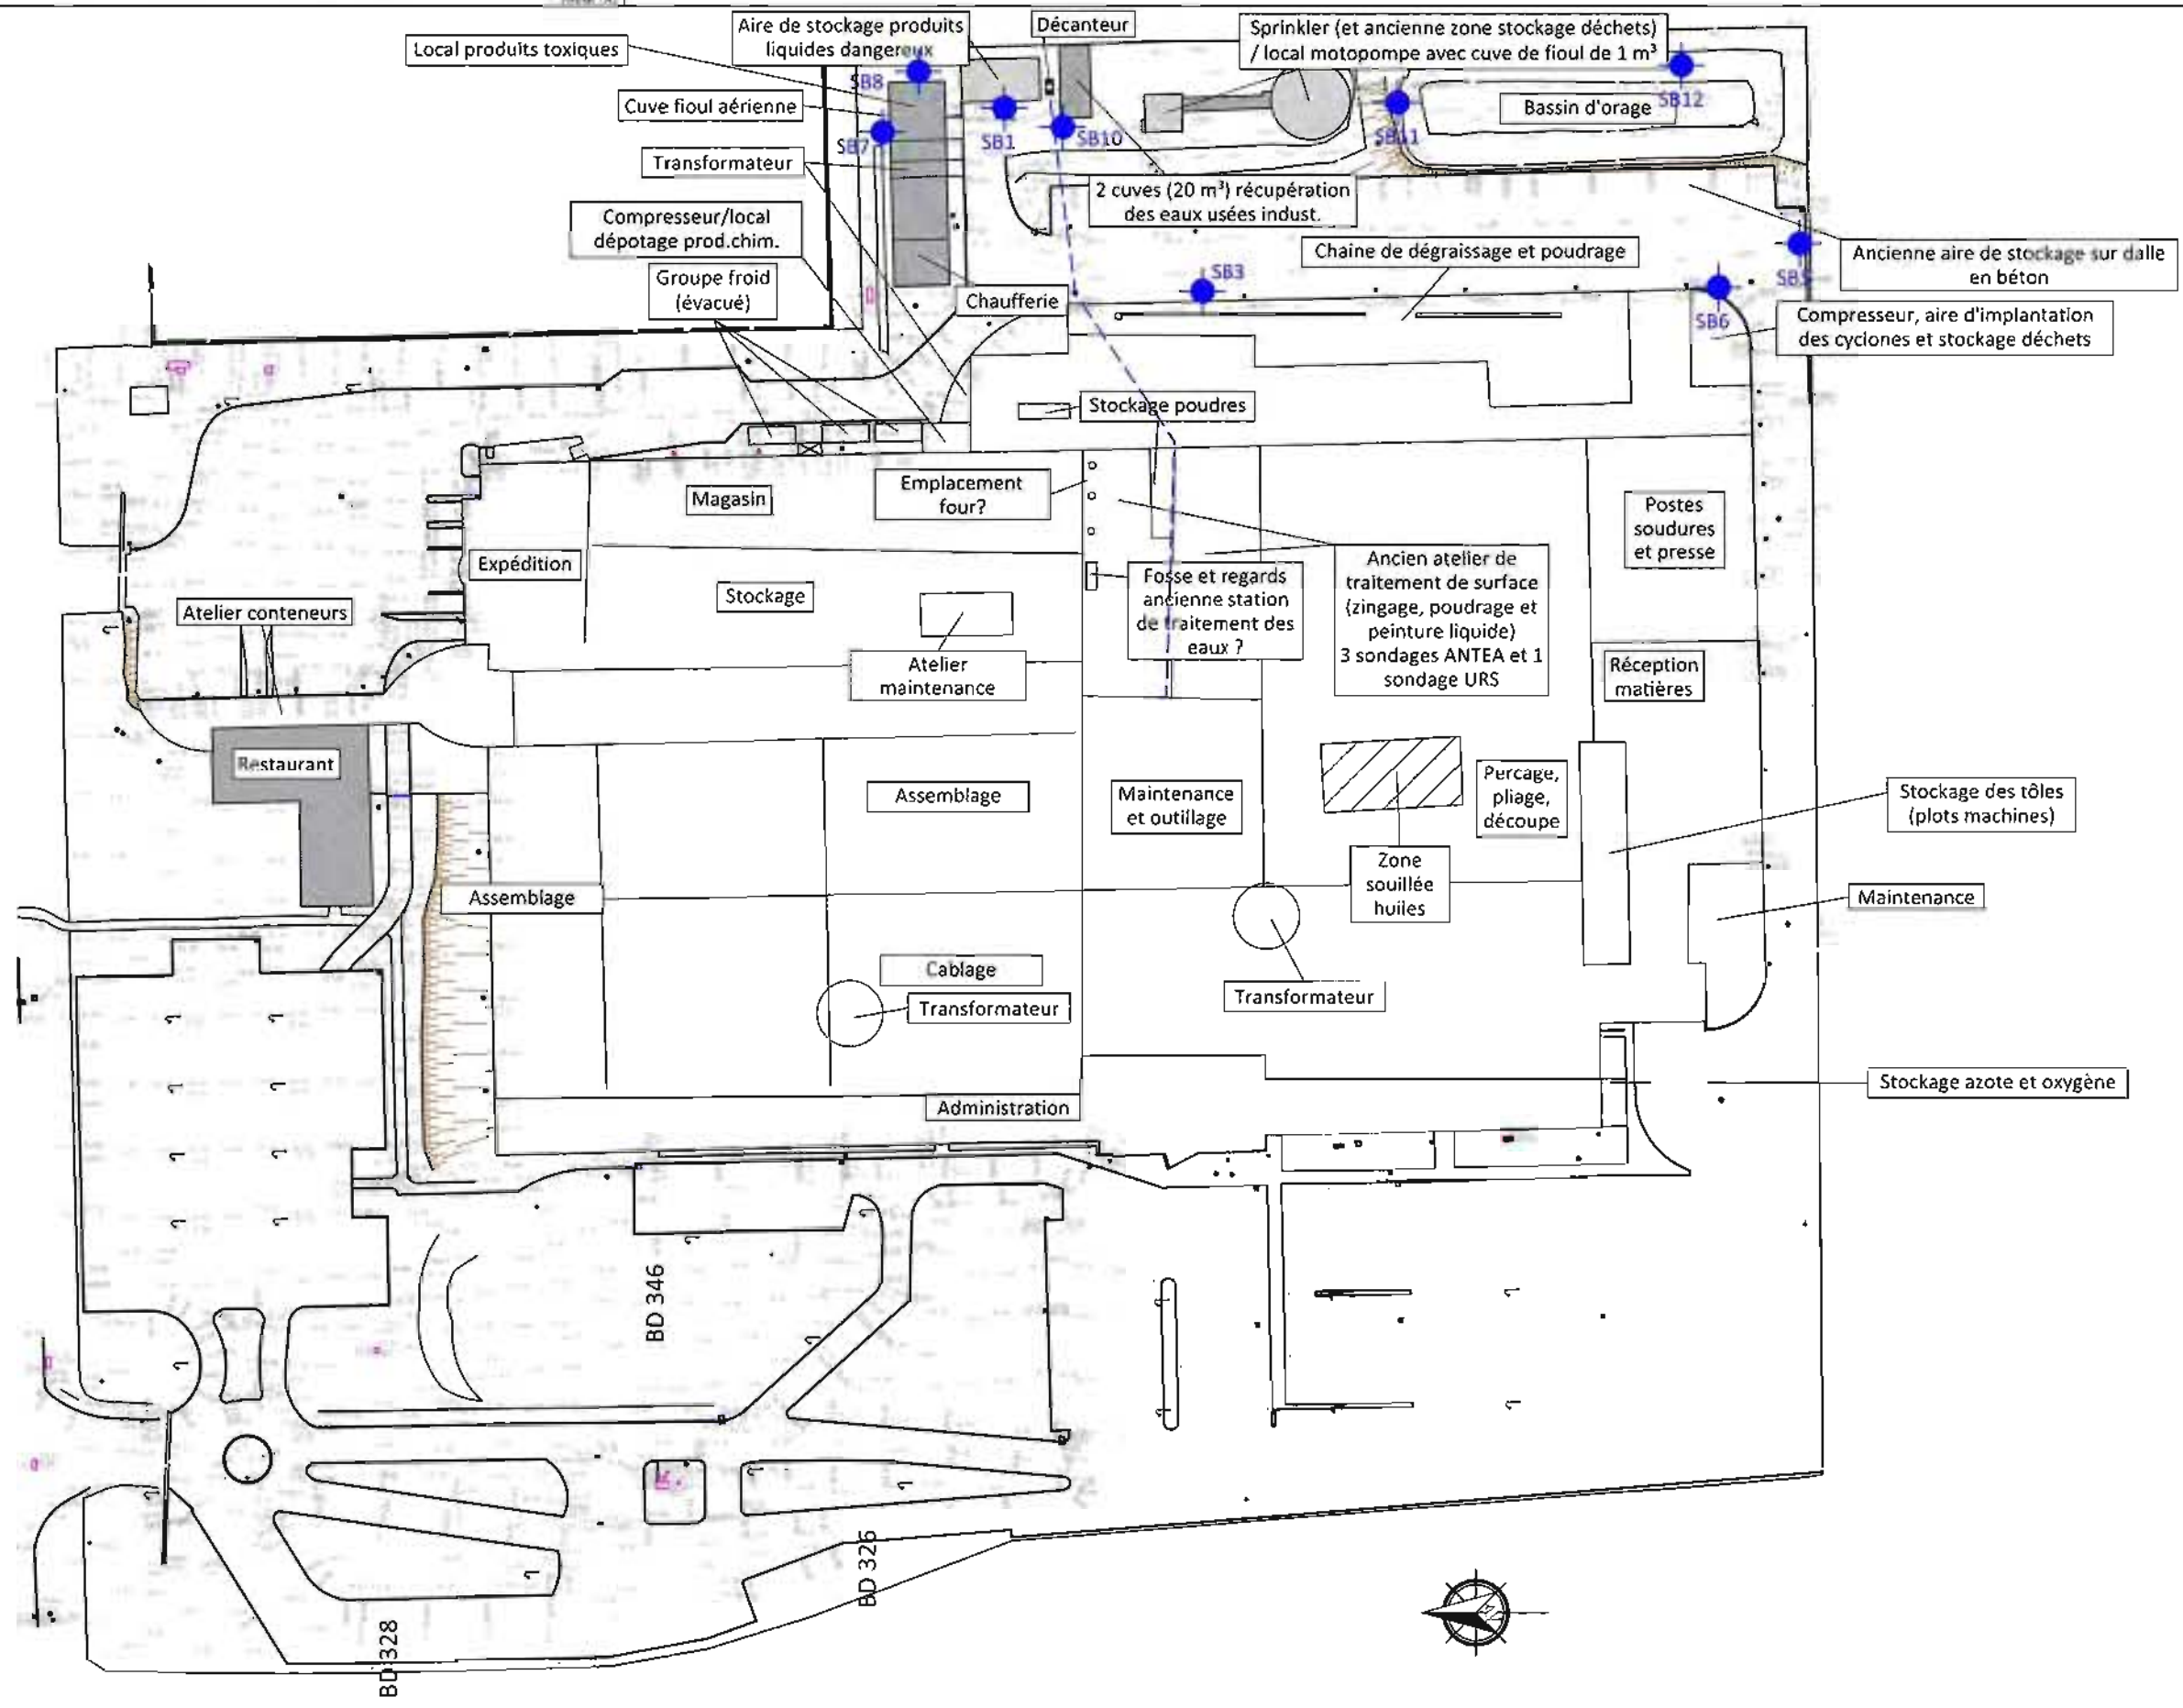 Aire de stockage produits
liquides dangereux
Décanteur
Sprinkler (et ancienne zone stockage déchets)
/ local motopompe avec cuve de fioul de 1 m³
Local produits toxiques
SB8
Cuve fioul aérienne
SB7
SB1
SB10
SB11
Bassin d'orage
SB12
Transformateur
2 cuves (20 m³) récupération
des eaux usées indust.
Compresseur/local
dépotage prod.chim.
Chaine de dégraissage et poudrage
Ancienne aire de stockage sur dalle
en béton
Groupe froid
(évacué)
Chaufferie
SB3
SB5
SB6
Compresseur, aire d'implantation
des cyclones et stockage déchets
Stockage poudres
Magasin
Emplacement
four?
Postes
soudures
et presse
Expédition
Stockage
Fosse et regards
ancienne station
de traitement des
eaux ?
Ancien atelier de
traitement de surface
(zingage, poudrage et
peinture liquide)
3 sondages ANTEA et 1
sondage URS
Atelier conteneurs
Atelier
maintenance
Réception
matières
Restaurant
Assemblage
Maintenance
et outillage
Percage,
pliage,
découpe
Stockage des tôles
(plots machines)
Zone
souillée
huiles
Assemblage
Maintenance
Cablage
Transformateur
Transformateur
Stockage azote et oxygène
Administration
BD 346
BD 326
BD 328